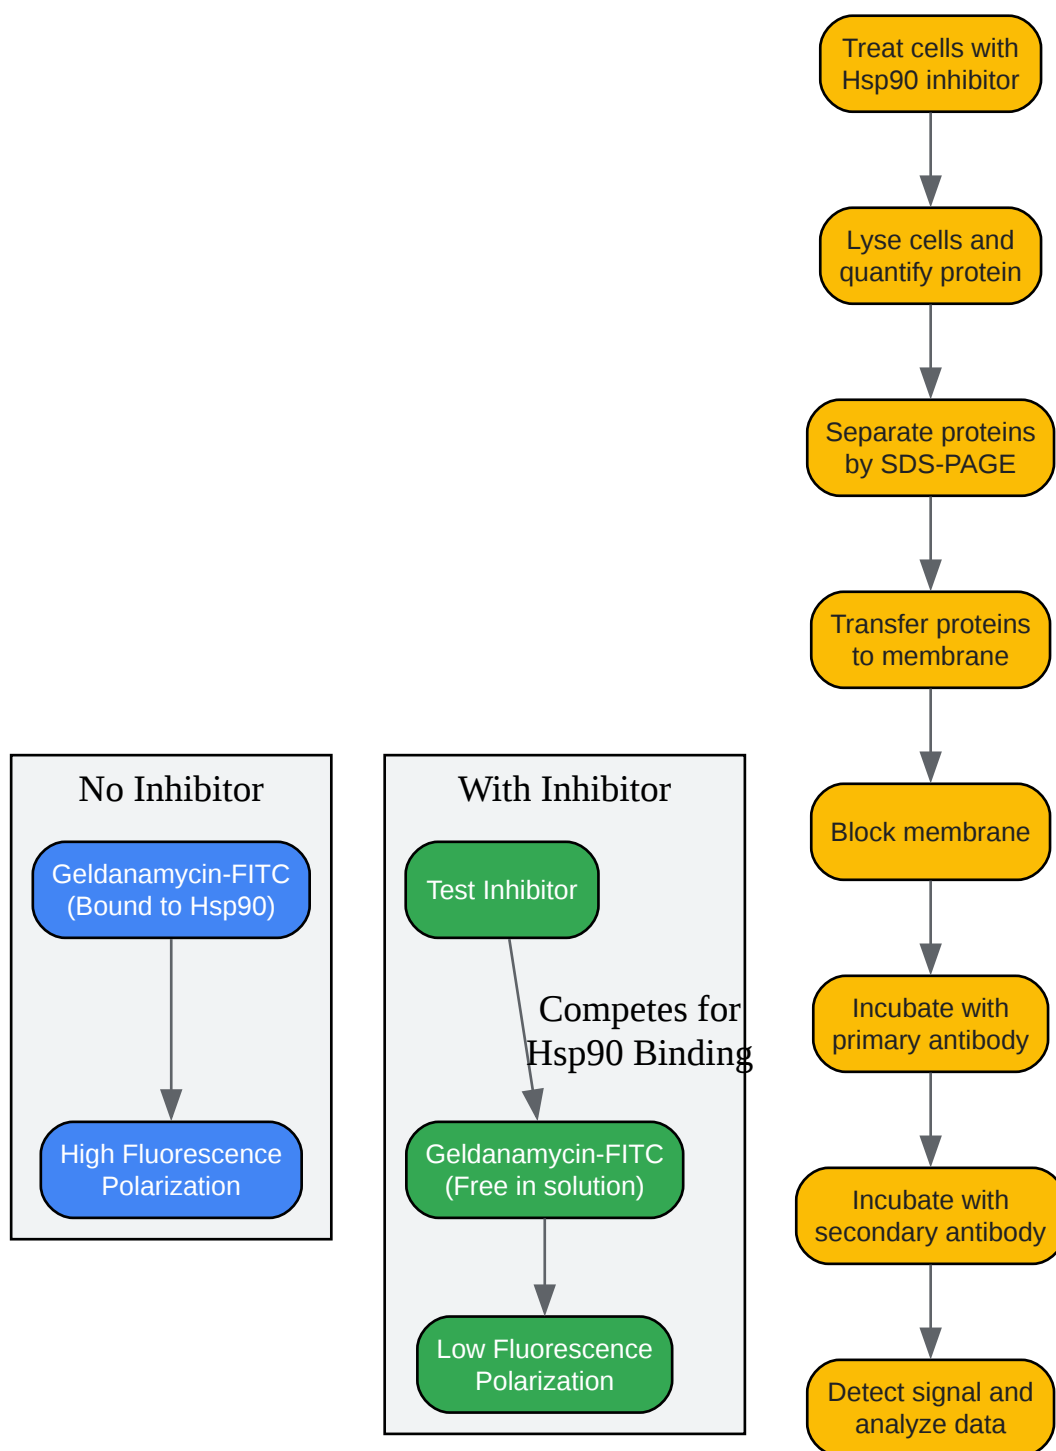 No Inhibitor
Geldanamycin-FITC
(Bound to Hsp90)
High Fluorescence
Polarization
With Inhibitor
Test Inhibitor
Competes for
Hsp90 Binding
Geldanamycin-FITC
(Free in solution)
Low Fluorescence
Polarization
Treat cells with
Hsp90 inhibitor
Lyse cells and
quantify protein
Separate proteins
by SDS-PAGE
Transfer proteins
to membrane
Block membrane
Incubate with
primary antibody
Incubate with
secondary antibody
Detect signal and
analyze data